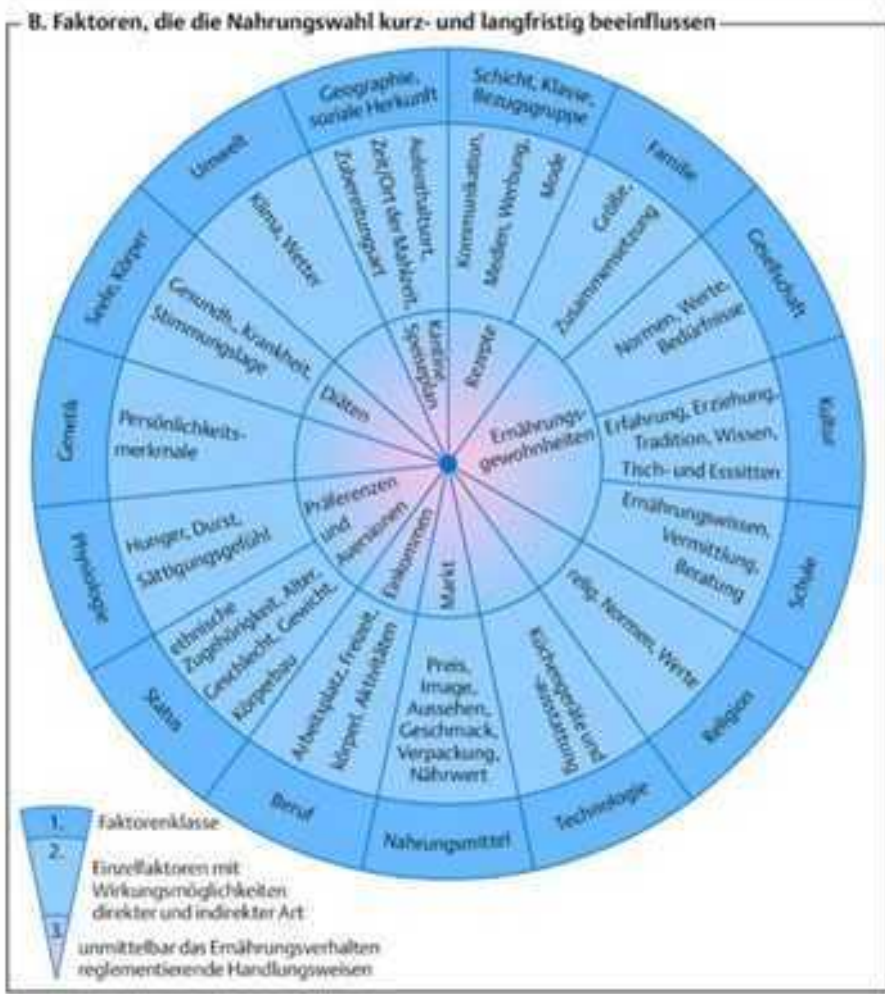 B. Faktoren, die die Nahrungswahl kurz- und langfristig beeinflussen
Geographie,
soziale Herkunft
Schicht, Klasse,
Bezugsgruppe
Familie
Gesellschaft
Kultur
Schule
Religion
Technologie
Nahrungsmittel
Beruf
Status
Physiologie
Genetik
Seele, Körper
Umwelt
Aufenthaltsort,
Zeit/Ort der Mahlzeit,
Zubereitungsart
Kommunikation,
Medien, Werbung,
Mode
Größe,
Zusammensetzung
Normen, Werte,
Bedürfnisse
Erfahrung, Erziehung,
Tradition, Wissen,
Tisch- und Esssitten
Ernährungswissen,
Vermittlung,
Beratung
relig. Normen, Werte
Küchengeräte und
-ausstattung
Preis,
Image,
Aussehen,
Geschmack,
Verpackung,
Nährwert
Arbeitsplatz, Freizeit,
körperl. Aktivitäten
ethnische
Zugehörigkeit, Alter,
Geschlecht, Gewicht,
Körperbau
Hunger, Durst,
Sättigungsgefühl
Persönlichkeits-
merkmale
Gesundh., Krankheit,
Stimmungslage
Klima, Wetter
Kantine,
Speiseplan
Rezepte
Ernährungs-
gewohnheiten
Markt
Einkommen
Präferenzen
und
Aversionen
Diäten
1.
Faktorenklasse
2.
Einzelfaktoren mit
Wirkungsmöglichkeiten
direkter und indirekter Art
3.
unmittelbar das Ernährungsverhalten
reglementierende Handlungsweisen